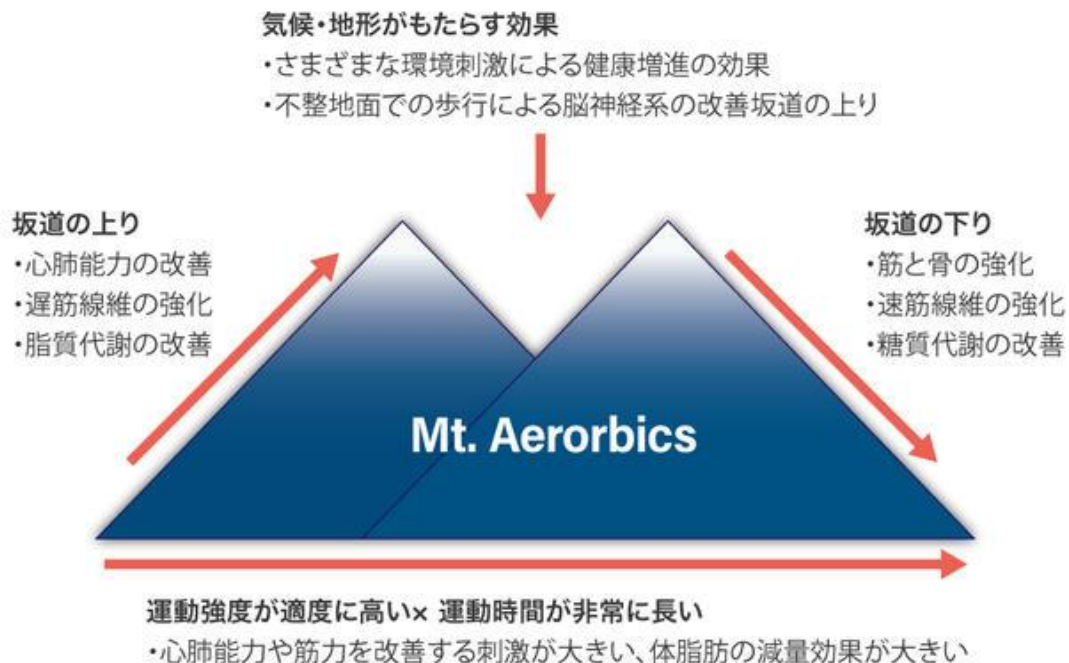 気候・地形がもたらす効果
・さまざまな環境刺激による健康増進の効果
・不整地面での歩行による脳神経系の改善坂道の上り
坂道の上り
・心肺能力の改善
・遅筋線維の強化
・脂質代謝の改善
坂道の下り
・筋と骨の強化
・速筋線維の強化
・糖質代謝の改善
Mt. Aerorbics
運動強度が適度に高い× 運動時間が非常に長い
・心肺能力や筋力を改善する刺激が大きい、体脂肪の減量効果が大きい